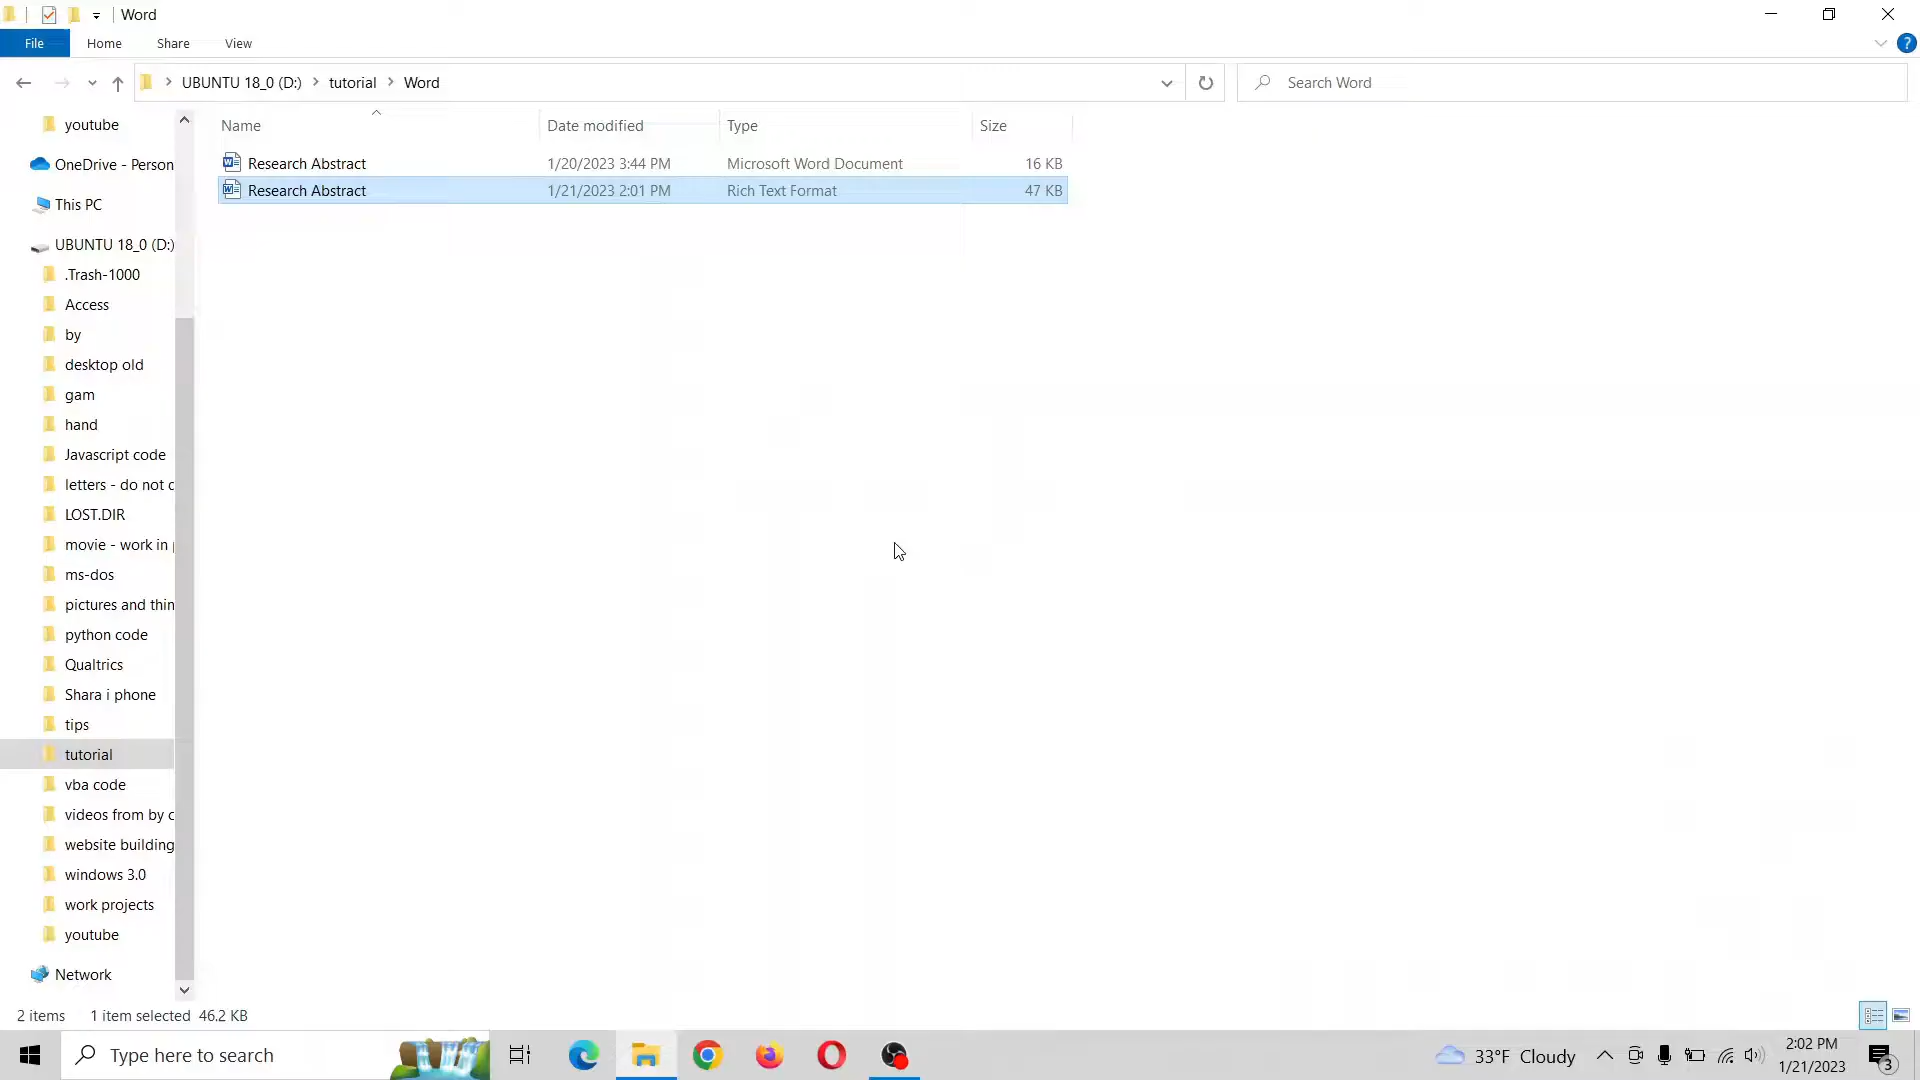 Word
File Home Share View
UBUNTU 18_0 (D:) tutorial Word
Search Word
Name Date modified Type Size
Research Abstract 1/20/2023 3:44 PM Microsoft Word Document 16 KB
Research Abstract 1/21/2023 2:01 PM Rich Text Format 47 KB
youtube
OneDrive - Person
This PC
UBUNTU 18_0 (D:)
.Trash-1000
Access
by
desktop old
gam
hand
Javascript code
letters - do not c
LOST.DIR
movie - work in
ms-dos
pictures and thin
python code
Qualtrics
Shara i phone
tips
tutorial
vba code
videos from by c
website building
windows 3.0
work projects
youtube
Network
2 items 1 item selected 46.2 KB
Type here to search
33°F Cloudy
2:02 PM
1/21/2023
3